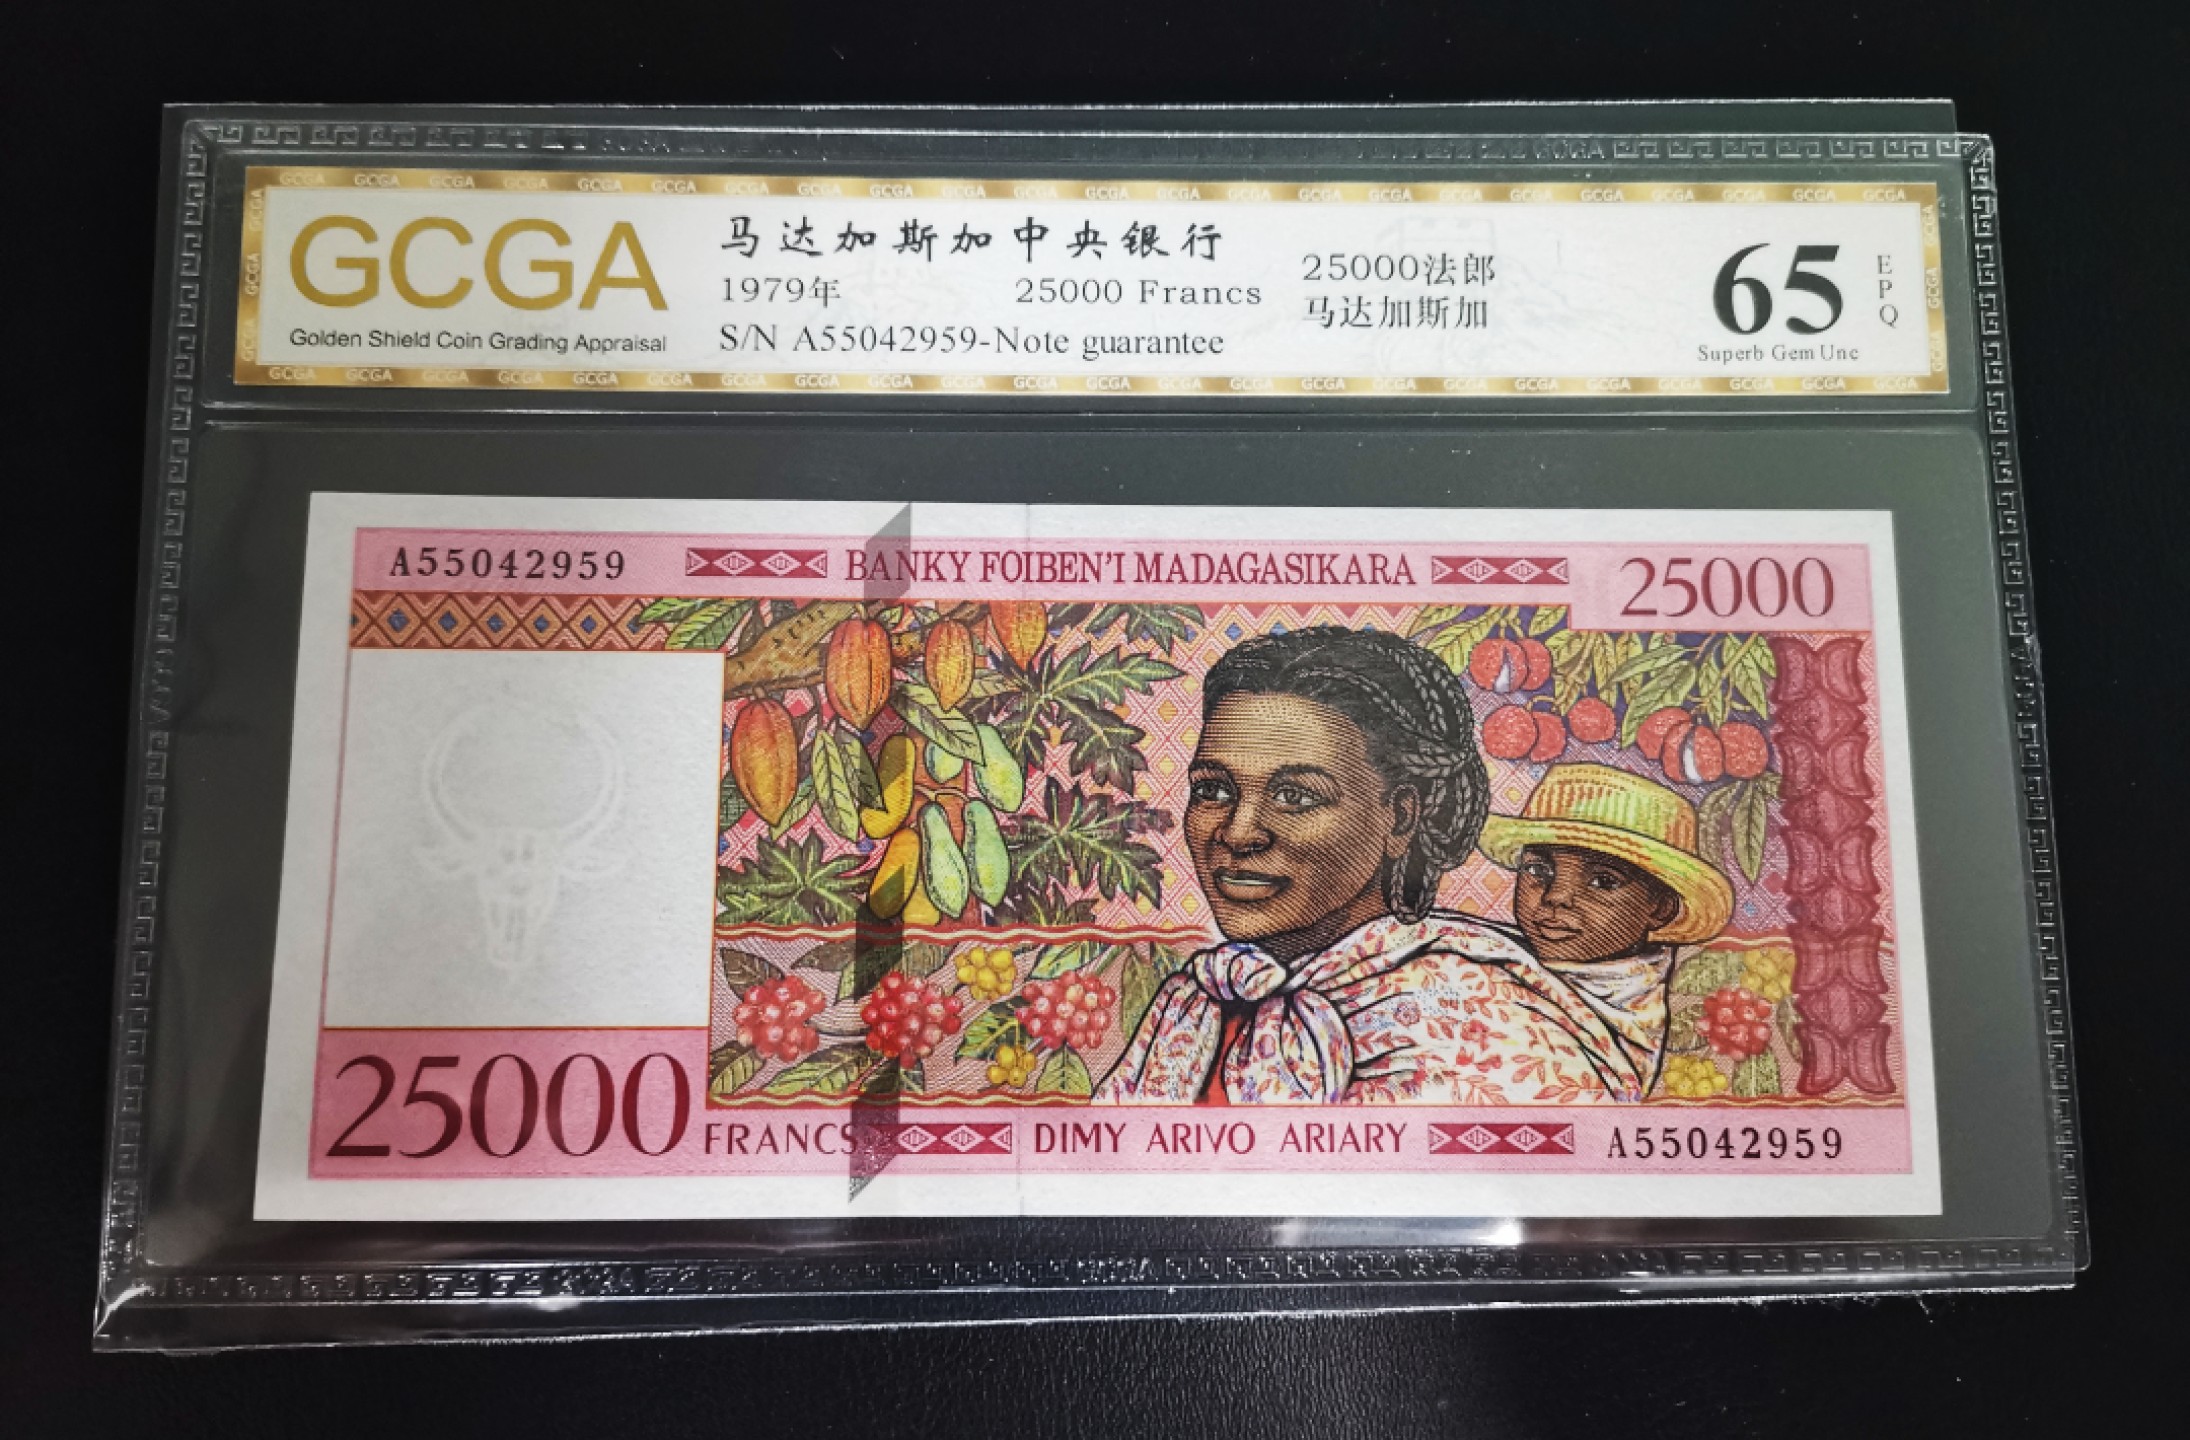 GCGA
Golden Shield Coin Grading Appraisal
马达加斯加中央银行
1979年 25000 Francs
S/N A55042959-Note guarantee
25000法郎
马达加斯加
65
EPQ
Superb Gem Unc
A55042959 BANKY FOIBEN'I MADAGASIKARA 25000
25000 FRANCS DIMY ARIVO ARIARY A55042959